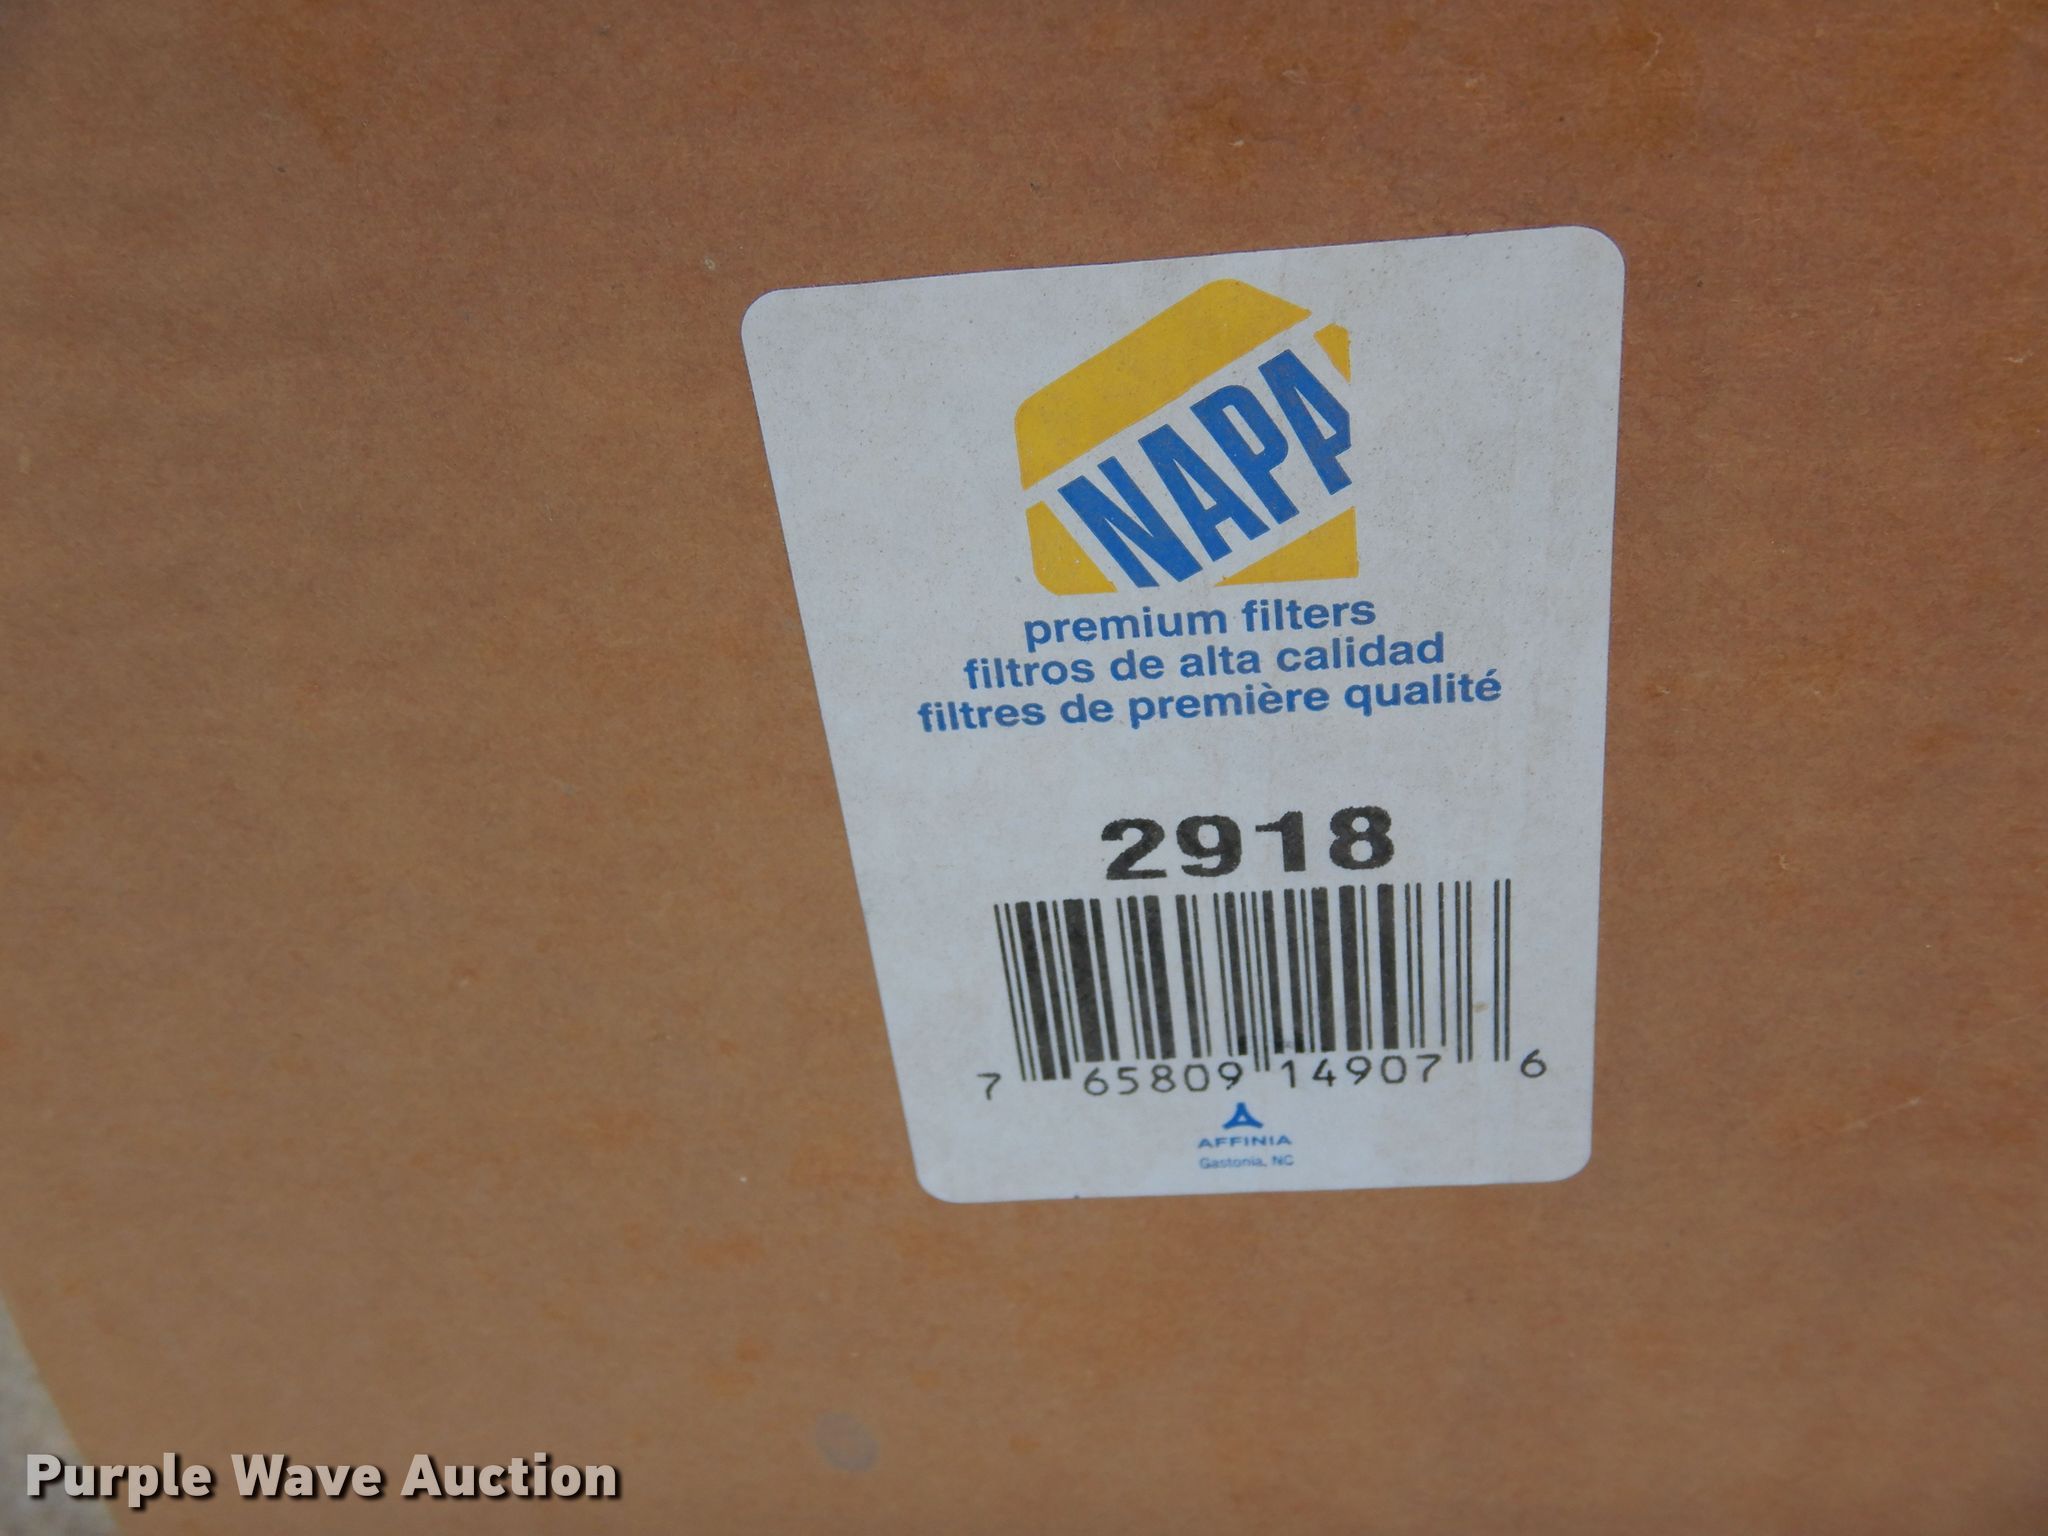 NAPA
premium filters
filtros de alta calidad
filtres de première qualité
2918
7 65809 14907 6
AFFINIA
Gastonia, NC
Purple Wave Auction